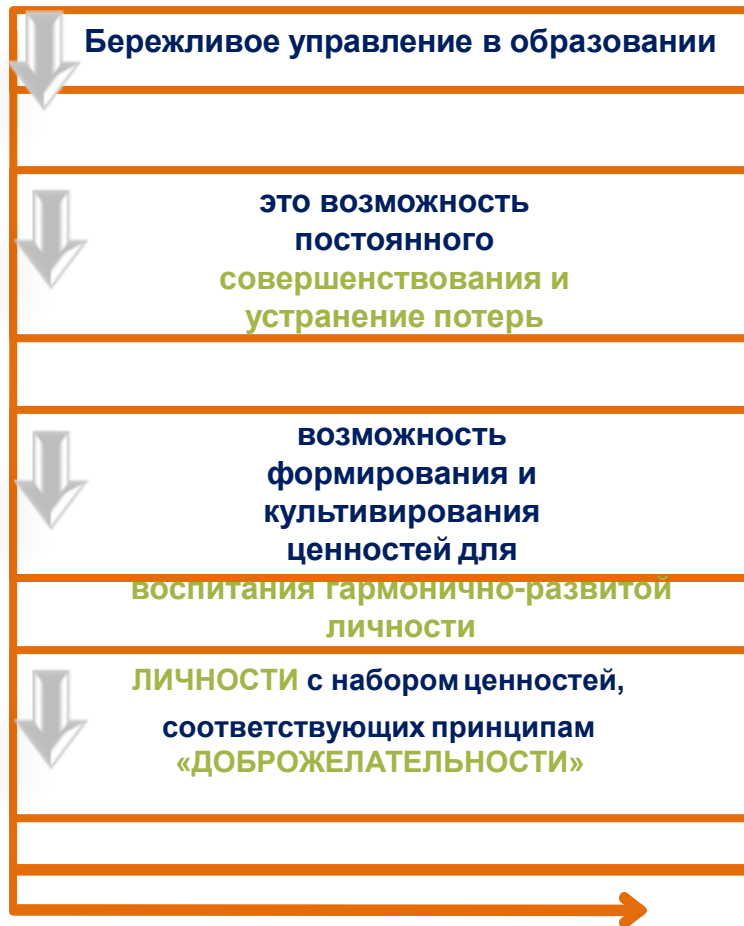 Бережливое управление в образовании
это возможность
постоянного
совершенствования и
устранение потерь
возможность
формирования и
культивирования
ценностей для
воспитания гармонично-развитой
личности
ЛИЧНОСТИ с набором ценностей,
соответствующих принципам
«ДОБРОЖЕЛАТЕЛЬНОСТИ»